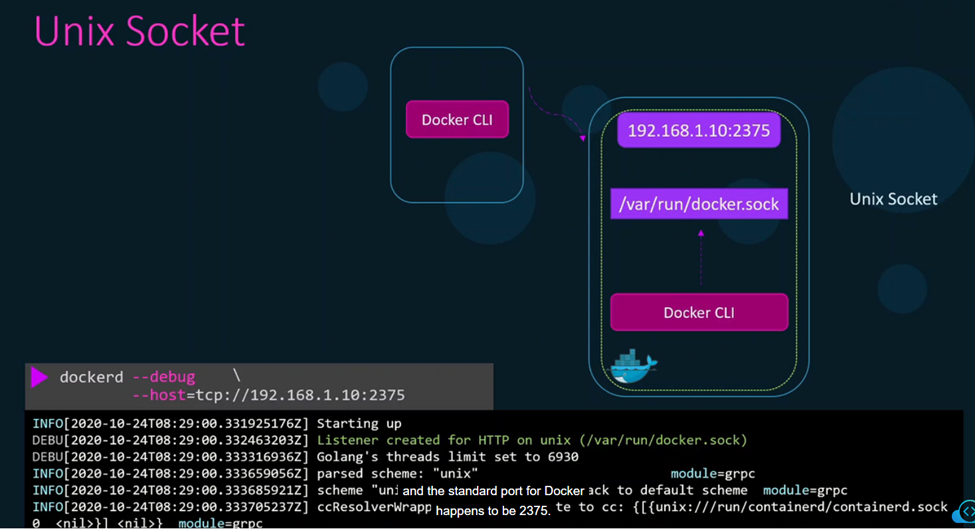 Unix Socket
Docker CLI
192.168.1.10:2375
/var/run/docker.sock
Unix Socket
Docker CLI
dockerd --debug \
--host=tcp://192.168.1.10:2375
INFO[2020-10-24T08:29:00.331925176Z] Starting up
DEBU[2020-10-24T08:29:00.332463203Z] Listener created for HTTP on unix (/var/run/docker.sock)
DEBU[2020-10-24T08:29:00.333316936Z] Golang's threads limit set to 6930
INFO[2020-10-24T08:29:00.333659056Z] parsed scheme: "unix" module=grpc
INFO[2020-10-24T08:29:00.333685921Z] scheme "uni ack to default scheme module=grpc
and the standard port for Docker
INFO[2020-10-24T08:29:00.333705237Z] ccResolverWrapp te to cc: {[{unix:///run/containerd/containerd.sock
happens to be 2375.
0 <nil>}] <nil>} module=grpc